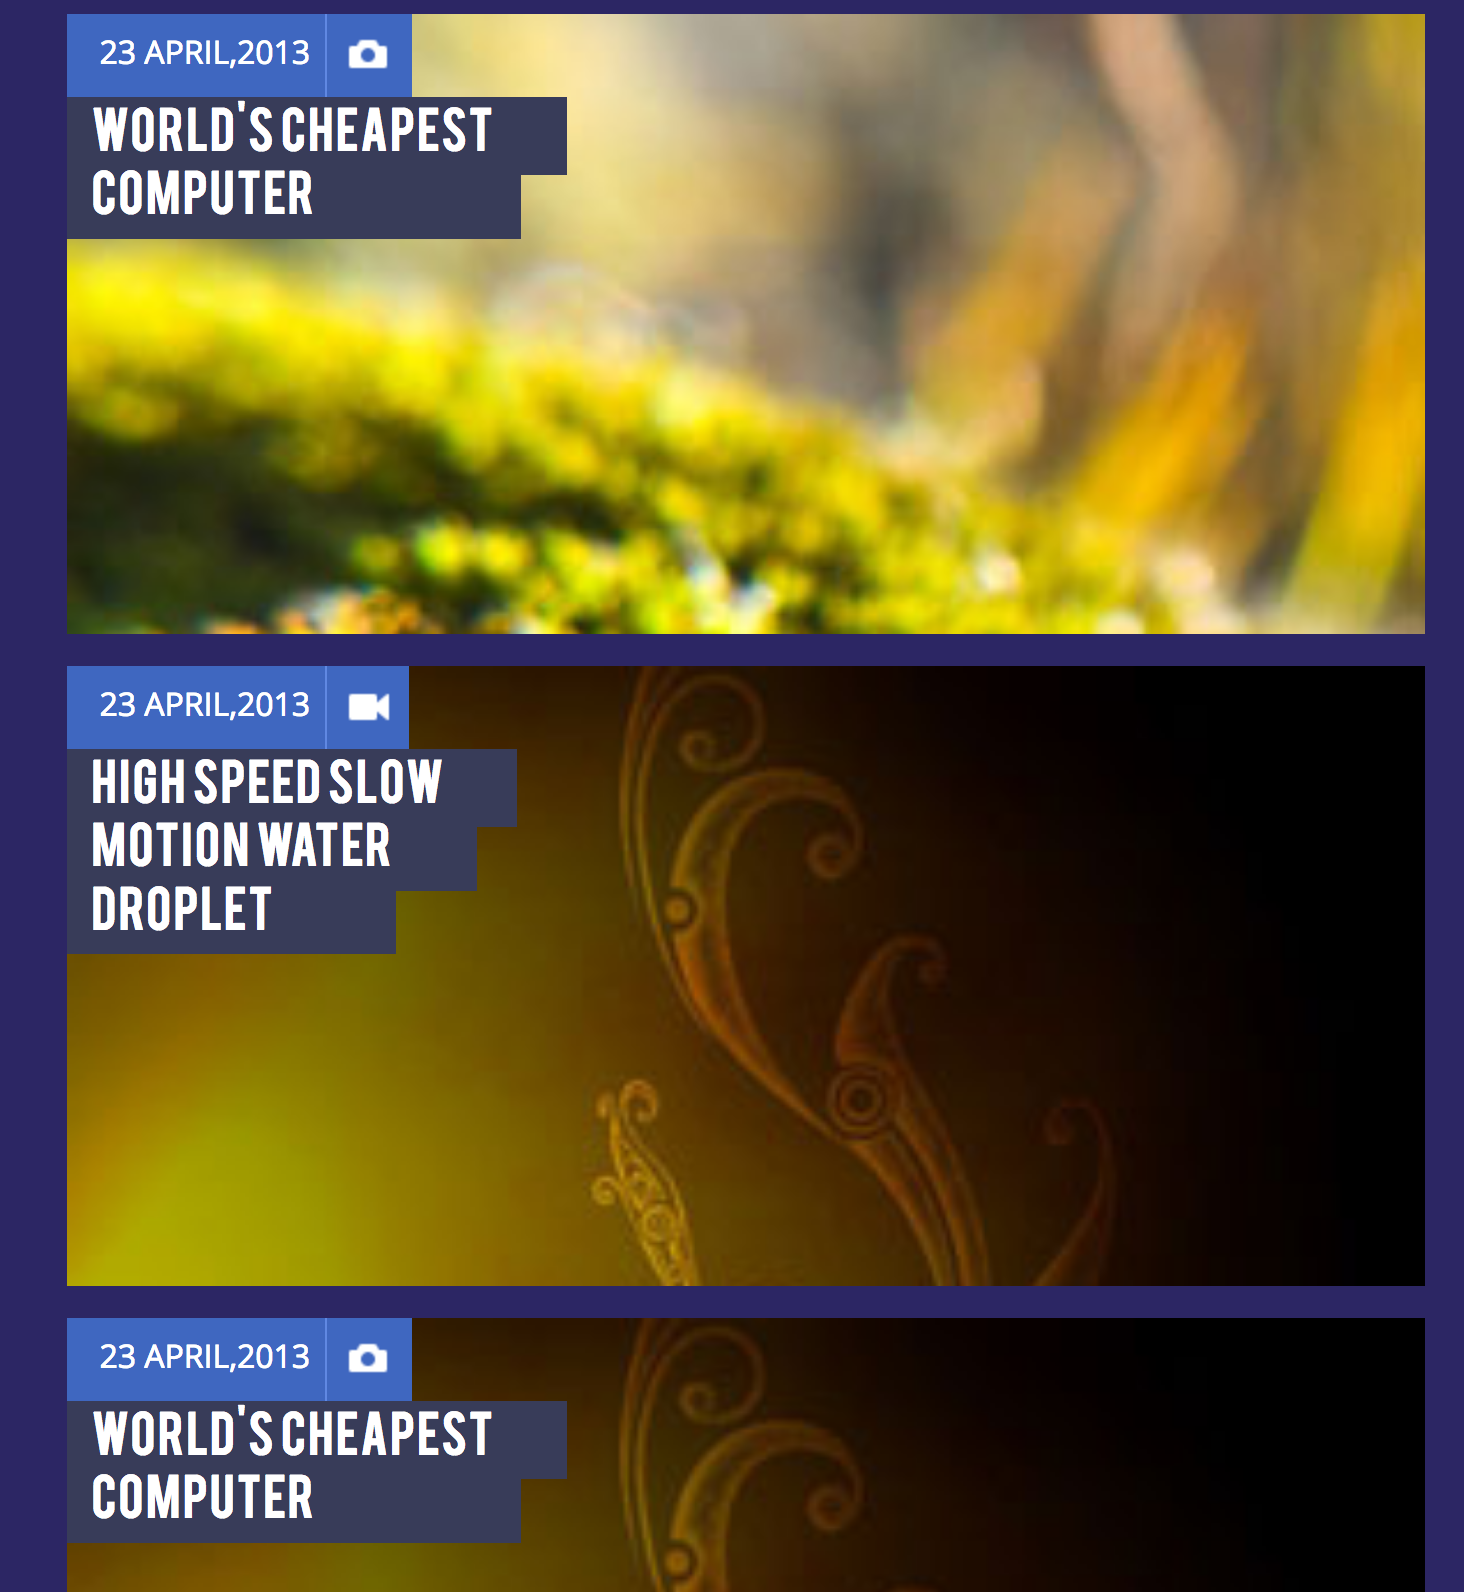 23 APRIL,2013
WORLD'S CHEAPEST
COMPUTER
23 APRIL,2013
HIGH SPEED SLOW
MOTION WATER
DROPLET
23 APRIL,2013
WORLD'S CHEAPEST
COMPUTER